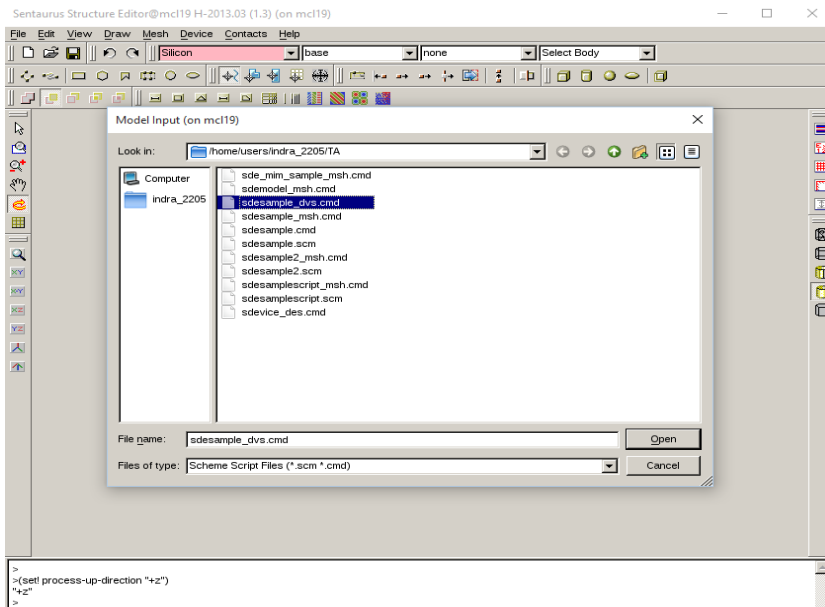 Sentaurus Structure Editor@mcl19 H-2013.03 (1.3) (on mcl19)
File Edit View Draw Mesh Device Contacts Help
Silicon base none Select Body
Model Input (on mcl19)
Look in: /home/users/indra_2205/TA
Computer
indra_2205
sde_mim_sample_msh.cmd
sdemodel_msh.cmd
sdesample_dvs.cmd
sdesample_msh.cmd
sdesample.cmd
sdesample.scm
sdesample2_msh.cmd
sdesample2.scm
sdesamplescript_msh.cmd
sdesamplescript.scm
sdevice_des.cmd
File name: sdesample_dvs.cmd Open
Files of type: Scheme Script Files (*.scm *.cmd) Cancel
XY
XZ
YZ
>
>(set! process-up-direction "+z")
"+z"
>